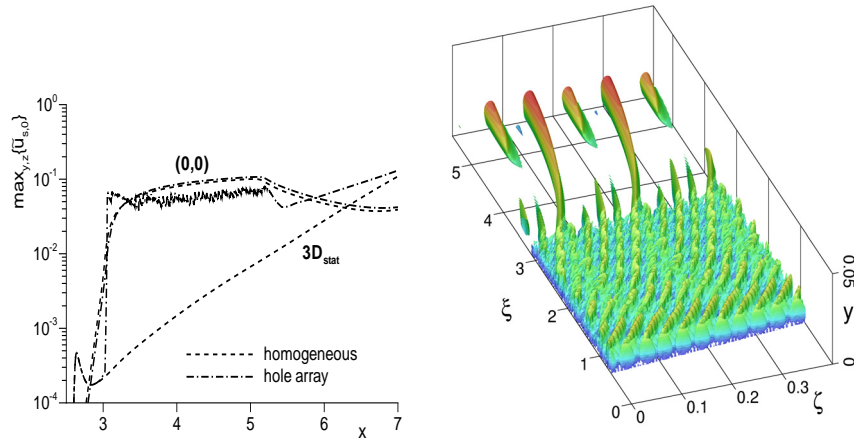 max_{y,z}{ũ_{s,0}}
10^0
10^-1
10^-2
10^-3
10^-4
(0,0)
3D_stat
homogeneous
hole array
3
4
5
6
7
x
5
4
3
2
1
0
ξ
0
0.1
0.2
0.3
ζ
0.05
y
0